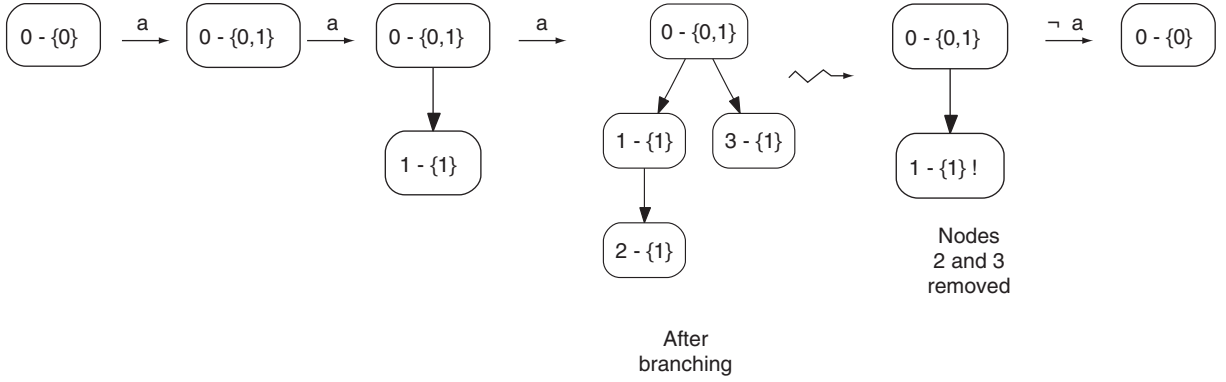 0 - {0}
a
0 - {0,1}
a
0 - {0,1}
1 - {1}
a
0 - {0,1}
1 - {1}
3 - {1}
2 - {1}
After
branching
0 - {0,1}
1 - {1} !
Nodes
2 and 3
removed
¬ a
0 - {0}